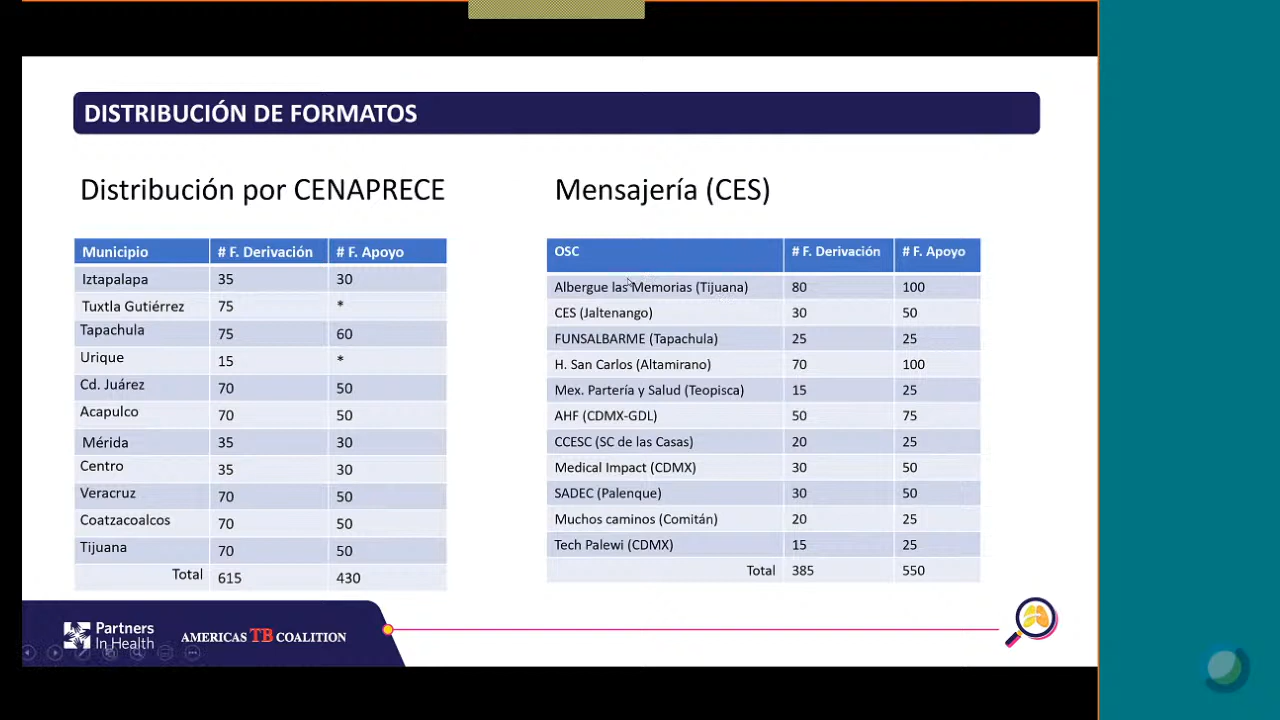 DISTRIBUCIÓN DE FORMATOS
Distribución por CENAPRECE
Municipio # F. Derivación # F. Apoyo
Iztapalapa 35 30
Tuxtla Gutiérrez 75 *
Tapachula 75 60
Urique 15 *
Cd. Juárez 70 50
Acapulco 70 50
Mérida 35 30
Centro 35 30
Veracruz 70 50
Coatzacoalcos 70 50
Tijuana 70 50
Total 615 430
Mensajería (CES)
OSC # F. Derivación # F. Apoyo
Albergue las Memorias (Tijuana) 80 100
CES (Jaltenango) 30 50
FUNSALBARME (Tapachula) 25 25
H. San Carlos (Altamirano) 70 100
Mex. Partería y Salud (Teopisca) 15 25
AHF (CDMX-GDL) 50 75
CCESC (SC de las Casas) 20 25
Medical Impact (CDMX) 30 50
SADEC (Palenque) 30 50
Muchos caminos (Comitán) 20 25
Tech Palewi (CDMX) 15 25
Total 385 550
Partners
In Health
AMERICAS TB COALITION